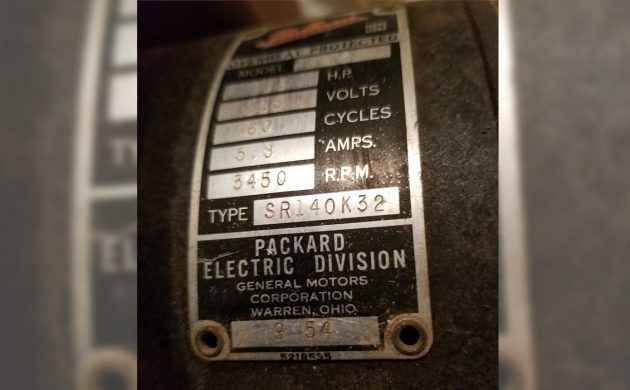 OVERHEAT PROTECTED
MODEL
H.P.
VOLTS
60 CYCLES
5.8 AMPS.
3450 R.P.M.
TYPE SR140K32
PACKARD
ELECTRIC DIVISION
GENERAL MOTORS
CORPORATION
WARREN, OHIO
9 54
5218535